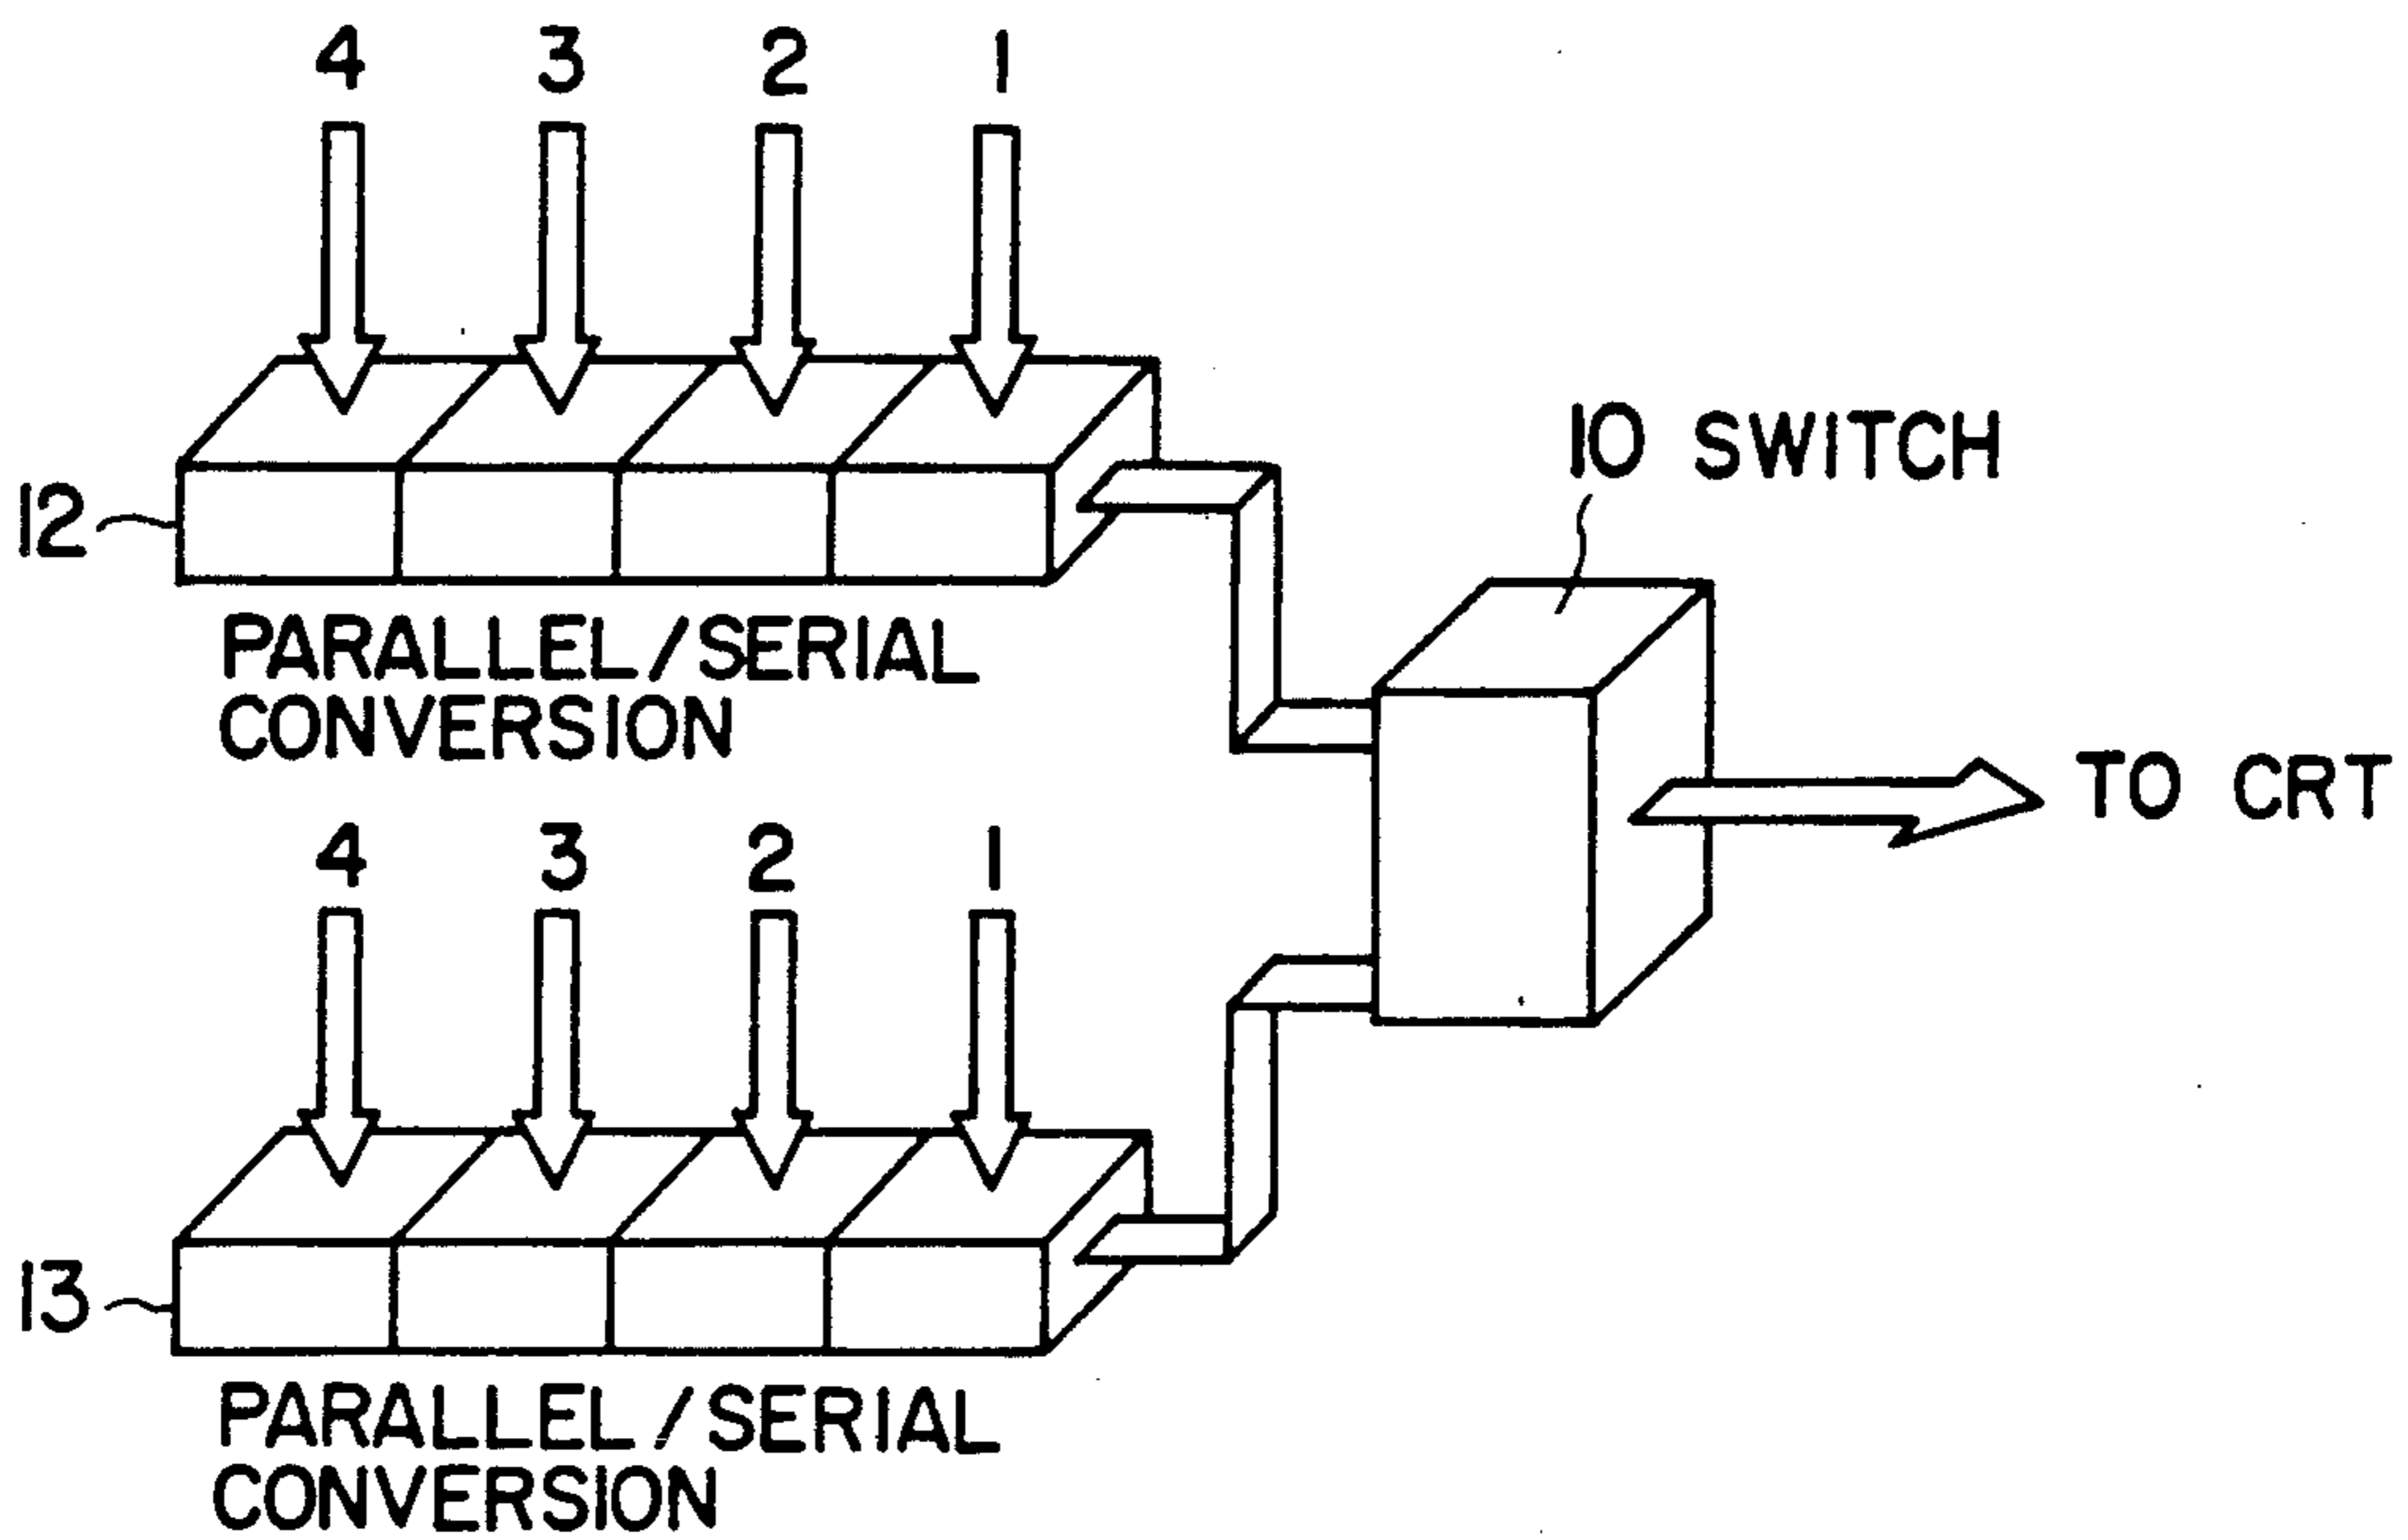 4 3 2 1
12
PARALLEL/SERIAL
CONVERSION
10 SWITCH
TO CRT
4 3 2 1
13
PARALLEL/SERIAL
CONVERSION